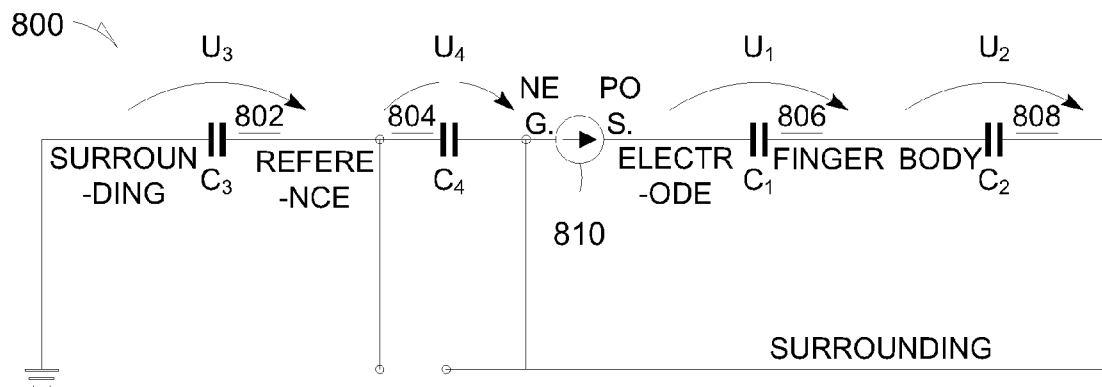 800
U3 U4 U1 U2
NE PO
802 804 G. S. 806 808
SURROUN REFERE ELECTR FINGER BODY
-DING C3 -NCE C4 -ODE C1 C2
810
SURROUNDING